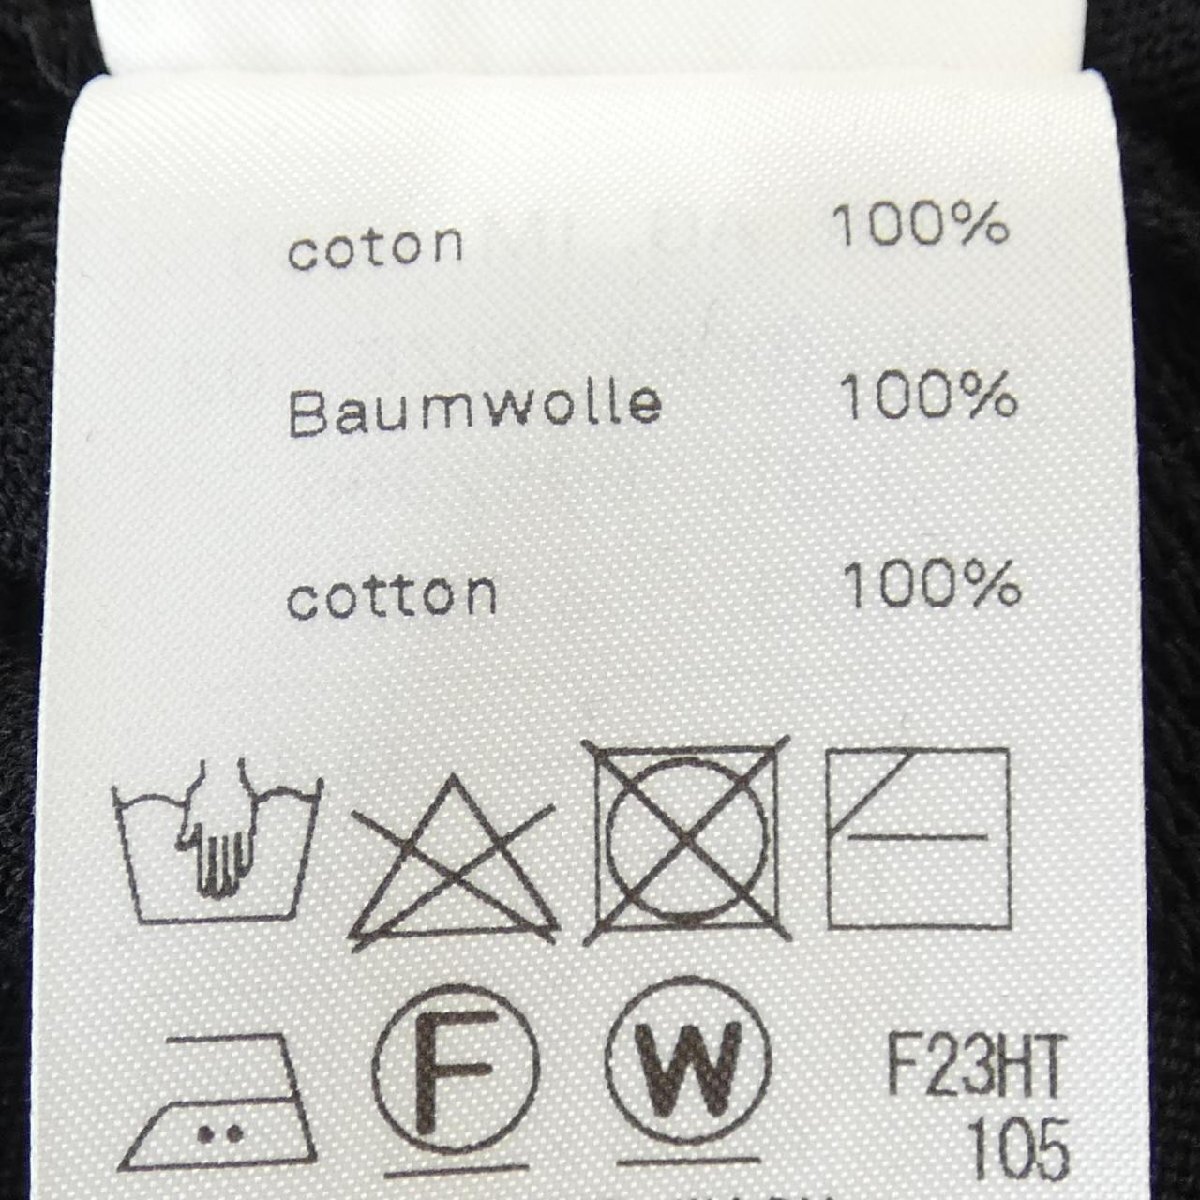 coton 100%
Baumwolle 100%
cotton 100%
F W F23HT
105